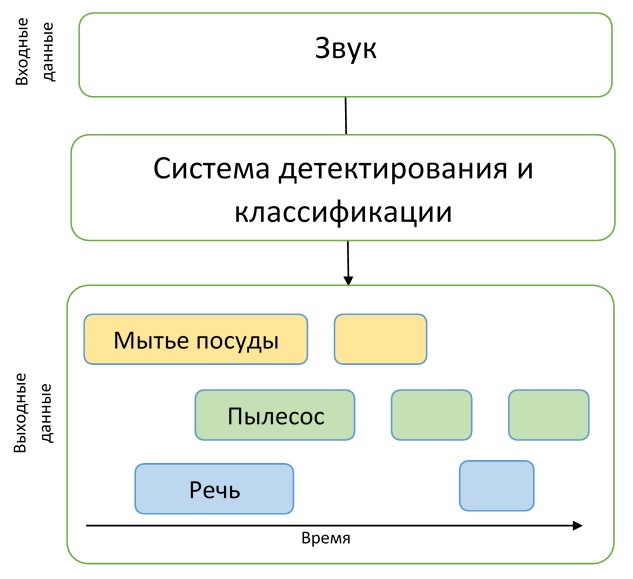 Входные
данные
Звук
Система детектирования и
классификации
Выходные
данные
Мытье посуды
Пылесос
Речь
Время